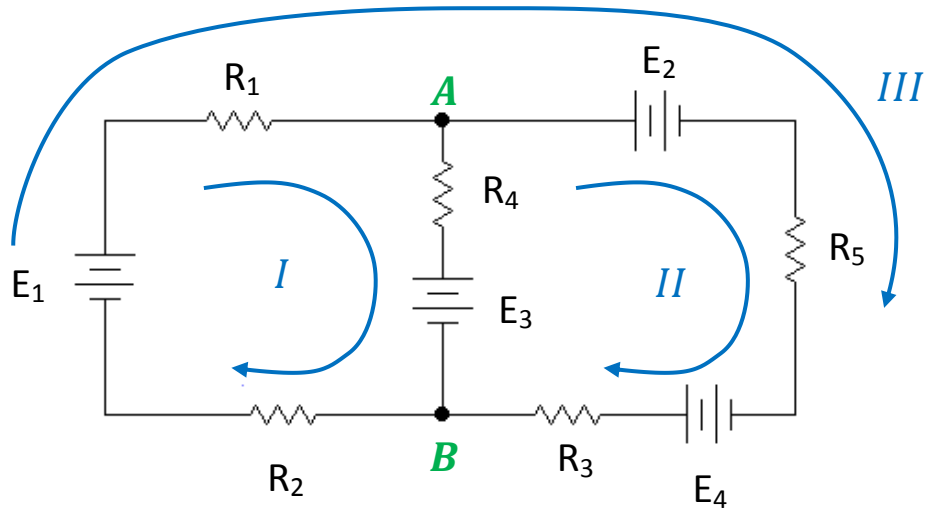 R₁
A
E₂
III
R₄
E₁
I
E₃
II
R₅
R₂
B
R₃
E₄